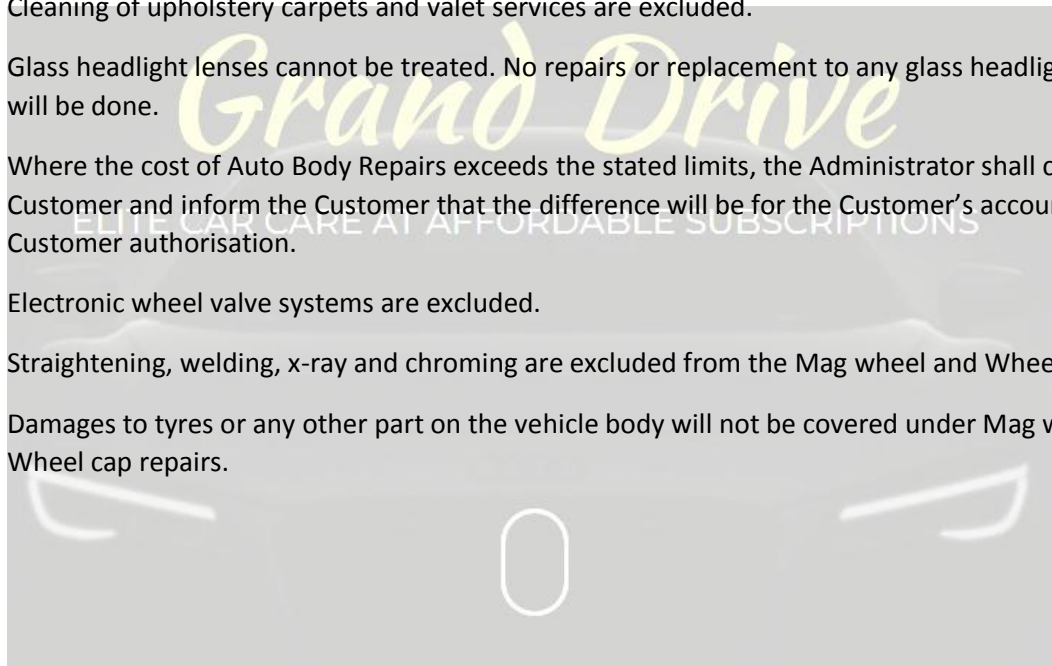 Cleaning of upholstery carpets and valet services are excluded.
Grand Drive
Glass headlight lenses cannot be treated. No repairs or replacement to any glass
will be done.
Where the cost of Auto Body Repairs exceeds the stated limits, the Administrator shall
Customer and inform the Customer that the difference will be for the Customer’s
ELITE CAR CARE AT AFFORDABLE SUBSCRIPTIONS
Customer authorisation.
Electronic wheel valve systems are excluded.
Straightening, welding, x-ray and chroming are excluded from the Mag wheel and
Damages to tyres or any other part on the vehicle body will not be covered under Mag
Wheel cap repairs.